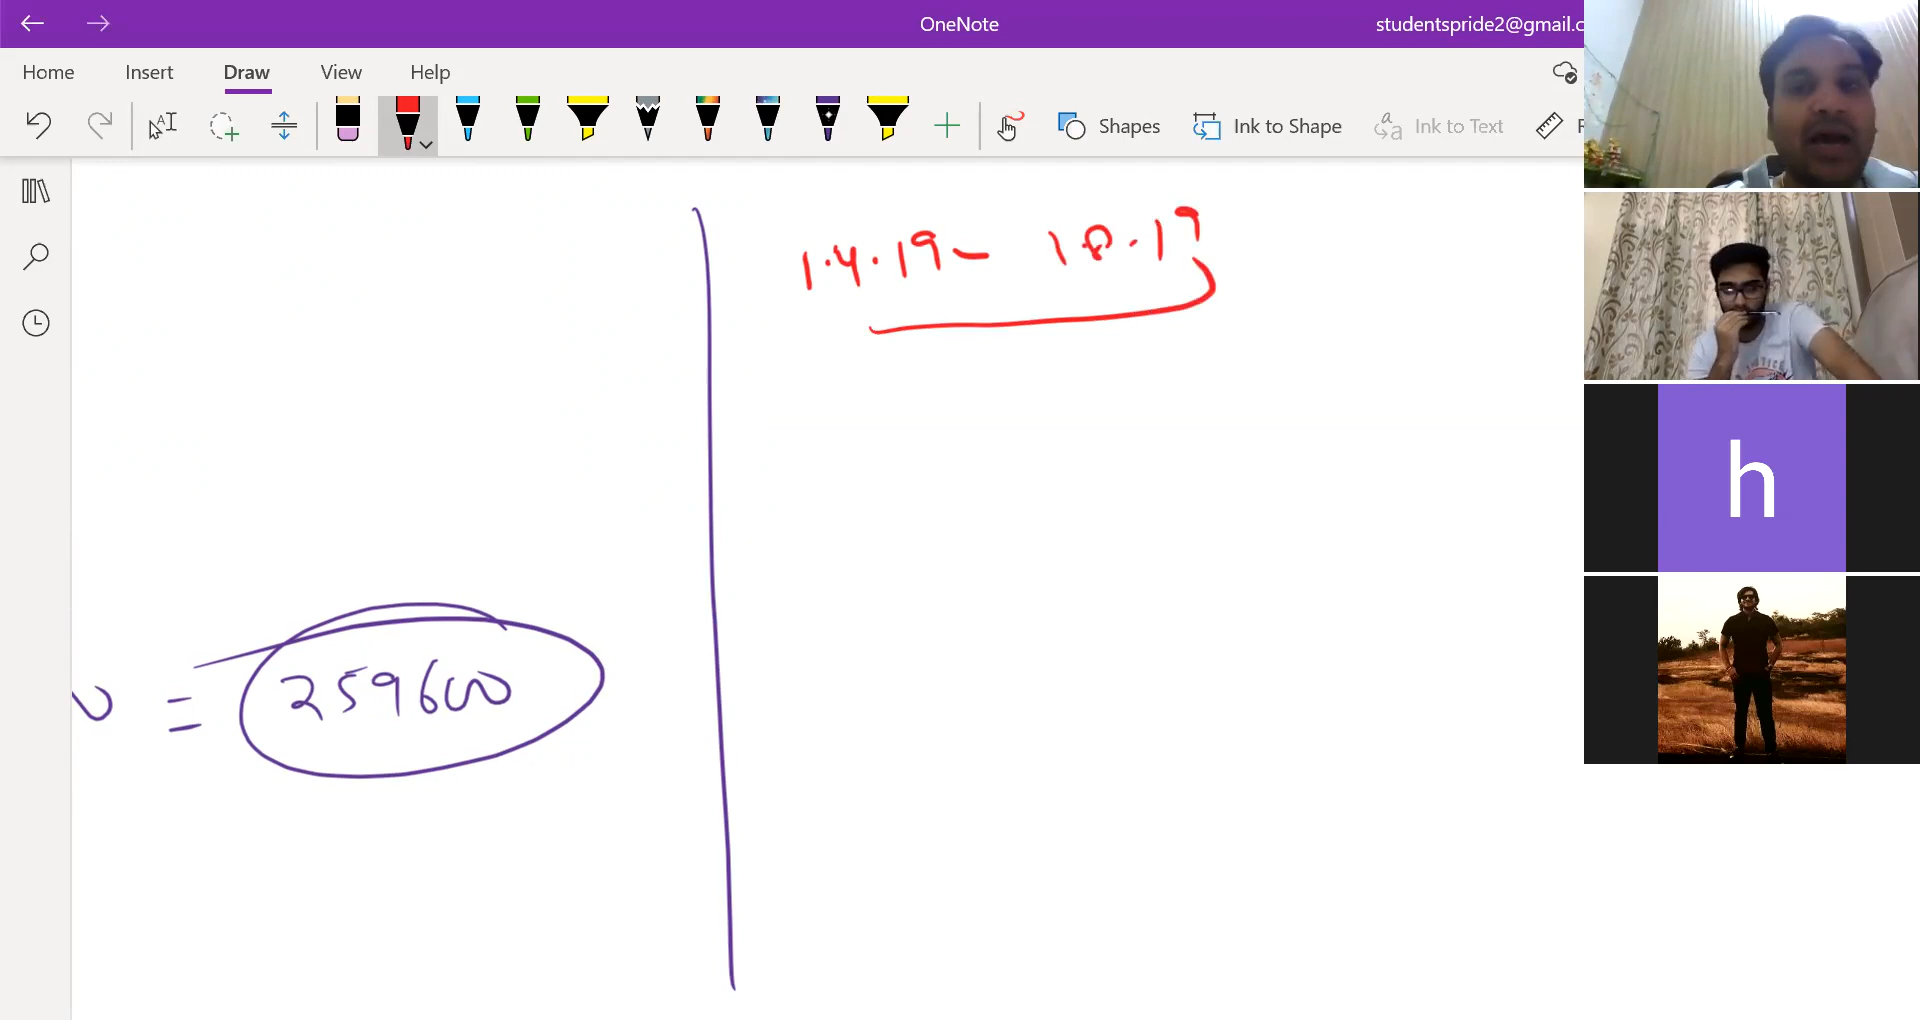 OneNote
studentspride2@gmail.c
Home Insert Draw View Help
Shapes Ink to Shape Ink to Text R
1.4.19 - 1.8.19
= 259600
h